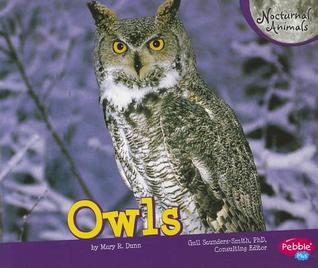 Nocturnal
Animals
Owls
by Mary R. Dunn
Gail Saunders-Smith, PhD,
Consulting Editor
Pebble
Plus